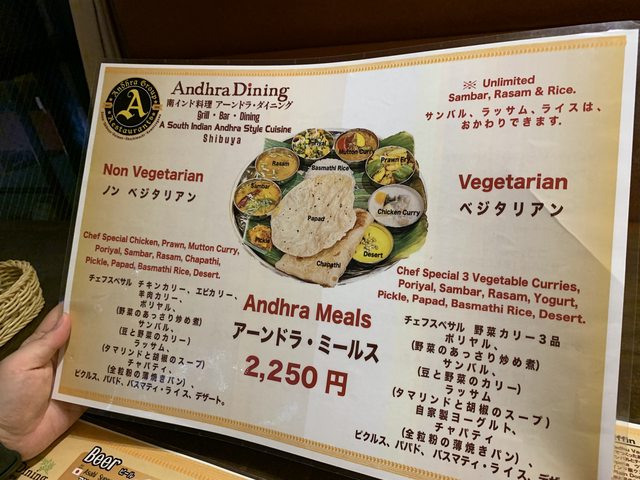 Andhra Group
A
Restaurants
Andhra Dining
南インド料理 アーンドラ・ダイニング
Grill・Bar・Dining
A South Indian Andhra Style Cuisine
Shibuya
※ Unlimited
Sambar, Rasam & Rice.
サンバル、ラッサム、ライスは、
おかわりできます.
Non Vegetarian
ノン ベジタリアン
Vegetarian
ベジタリアン
Rasam
Mutton Curry
Prawn
Basmathi Rice
Sambar
Papad
Chicken Curry
Pickle
Desert
Chapathi
Chef Special Chicken, Prawn, Mutton Curry,
Poriyal, Sambar, Rasam, Chapathi,
Pickle, Papad, Basmathi Rice, Desert.
チェフスペサル チキンカリー、エビカリー、
羊肉カリー、
ポリヤル、
(野菜のあっさり炒め煮)
サンバル、
(豆と野菜のカリー)
ラッサム、
(タマリンドと胡椒のスープ)
チャパティ、
(全粒粉の薄焼きパン)、
ピクルス、パパド、バスマティ・ライス、デザート。
Andhra Meals
アーンドラ・ミールス
2,250 円
Chef Special 3 Vegetable Curries,
Poriyal, Sambar, Rasam, Yogurt,
Pickle, Papad, Basmathi Rice, Desert.
チェフスペサル 野菜カリー3品
ポリヤル、
(野菜のあっさり炒め煮)
サンバル、
(豆と野菜のカリー)
ラッサム
(タマリンドと胡椒のスープ)
自家製ヨーグルト、
チャパティ
(全粒粉の薄焼きパン)
ピクルス、パパド、バスマティ・ライス、デザ
Dining
Beer ビール